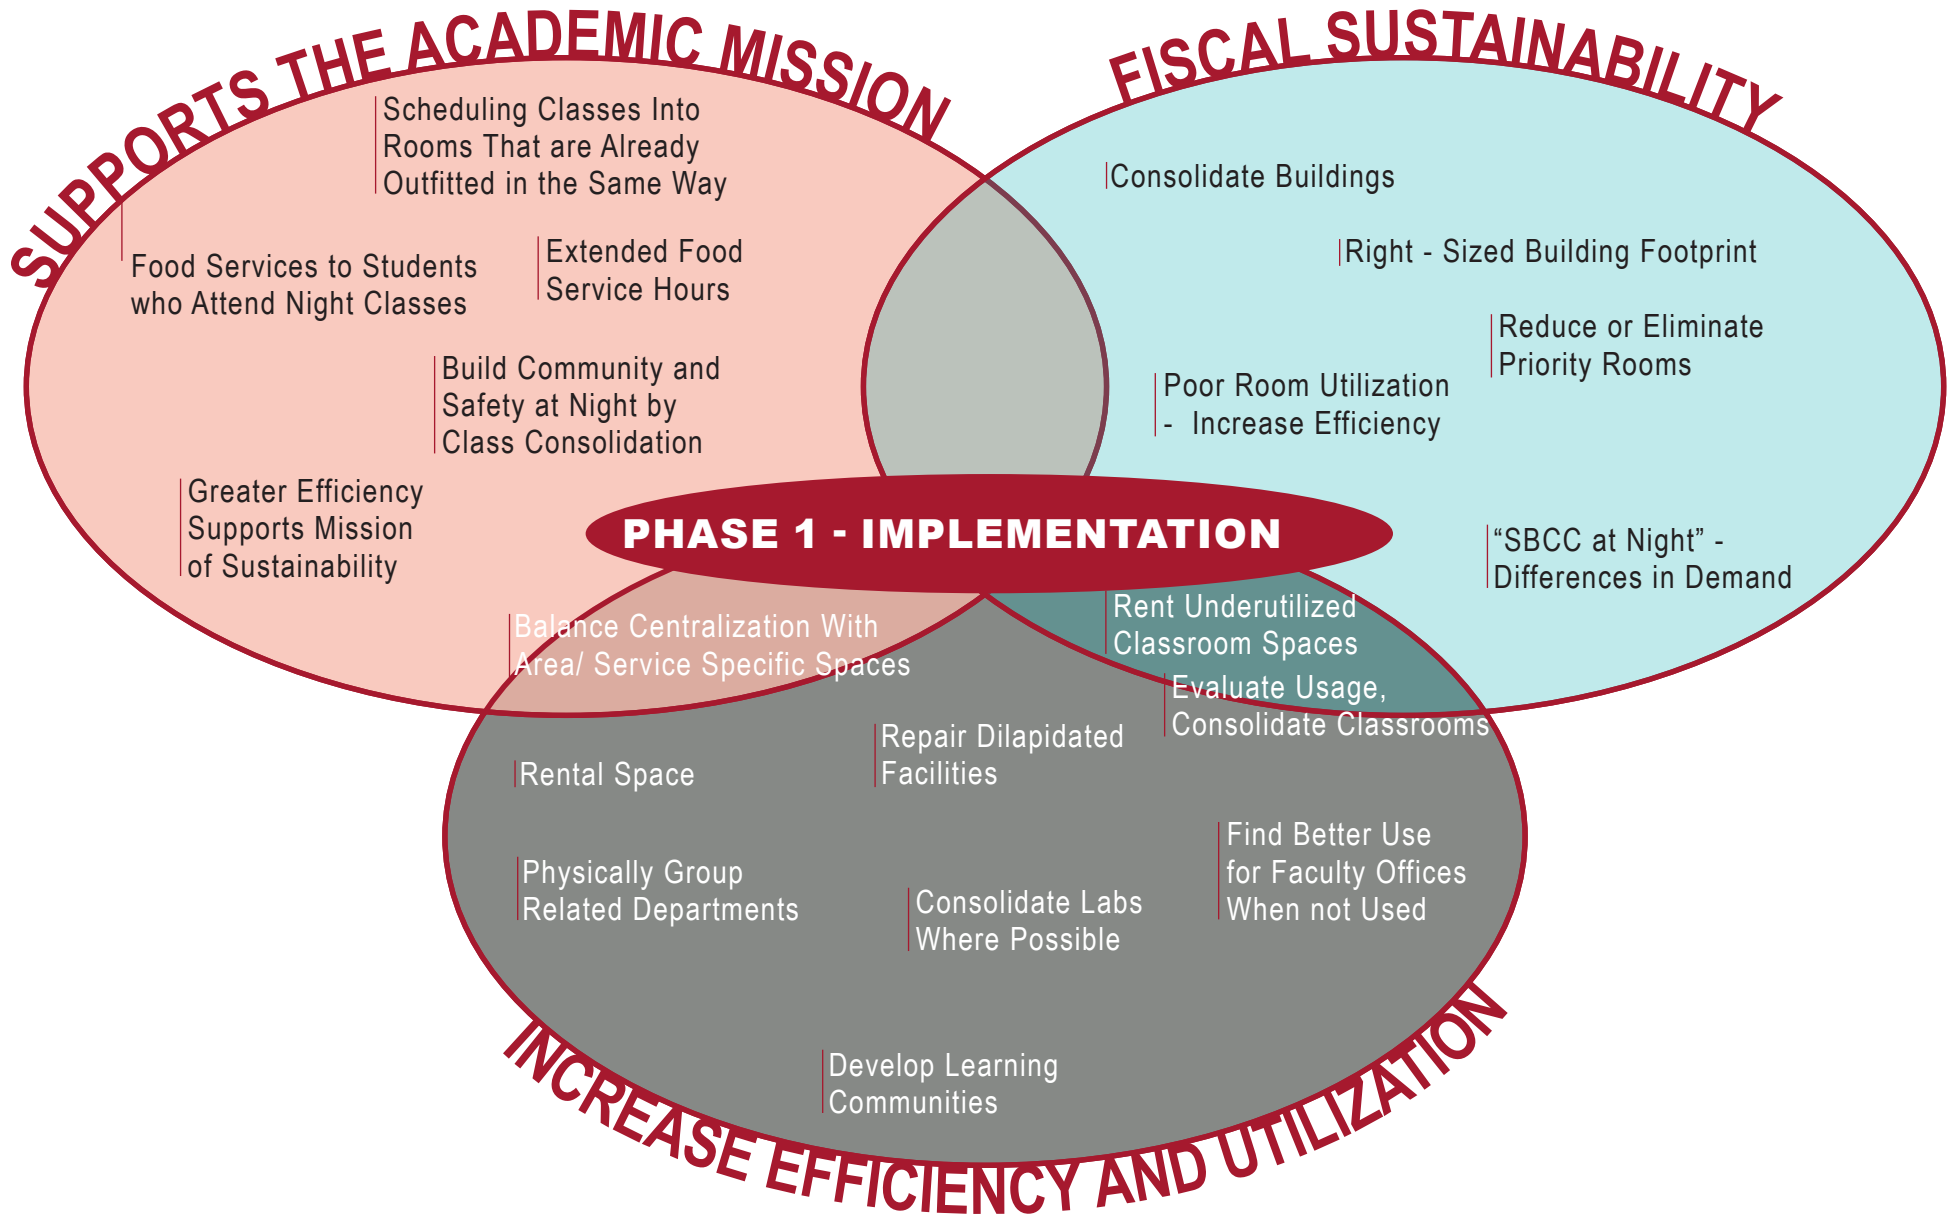 SUPPORTS THE ACADEMIC MISSION
Scheduling Classes Into
Rooms That are Already
Outfitted in the Same Way
Food Services to Students
who Attend Night Classes
Extended Food
Service Hours
Build Community and
Safety at Night by
Class Consolidation
Greater Efficiency
Supports Mission
of Sustainability
FISCAL SUSTAINABILITY
Consolidate Buildings
Right - Sized Building Footprint
Reduce or Eliminate
Priority Rooms
Poor Room Utilization
- Increase Efficiency
“SBCC at Night” -
Differences in Demand
PHASE 1 - IMPLEMENTATION
Balance Centralization With
Area/ Service Specific Spaces
Rent Underutilized
Classroom Spaces
Evaluate Usage,
Consolidate Classrooms
Repair Dilapidated
Facilities
Rental Space
Find Better Use
for Faculty Offices
When not Used
Physically Group
Related Departments
Consolidate Labs
Where Possible
Develop Learning
Communities
INCREASE EFFICIENCY AND UTILIZATION